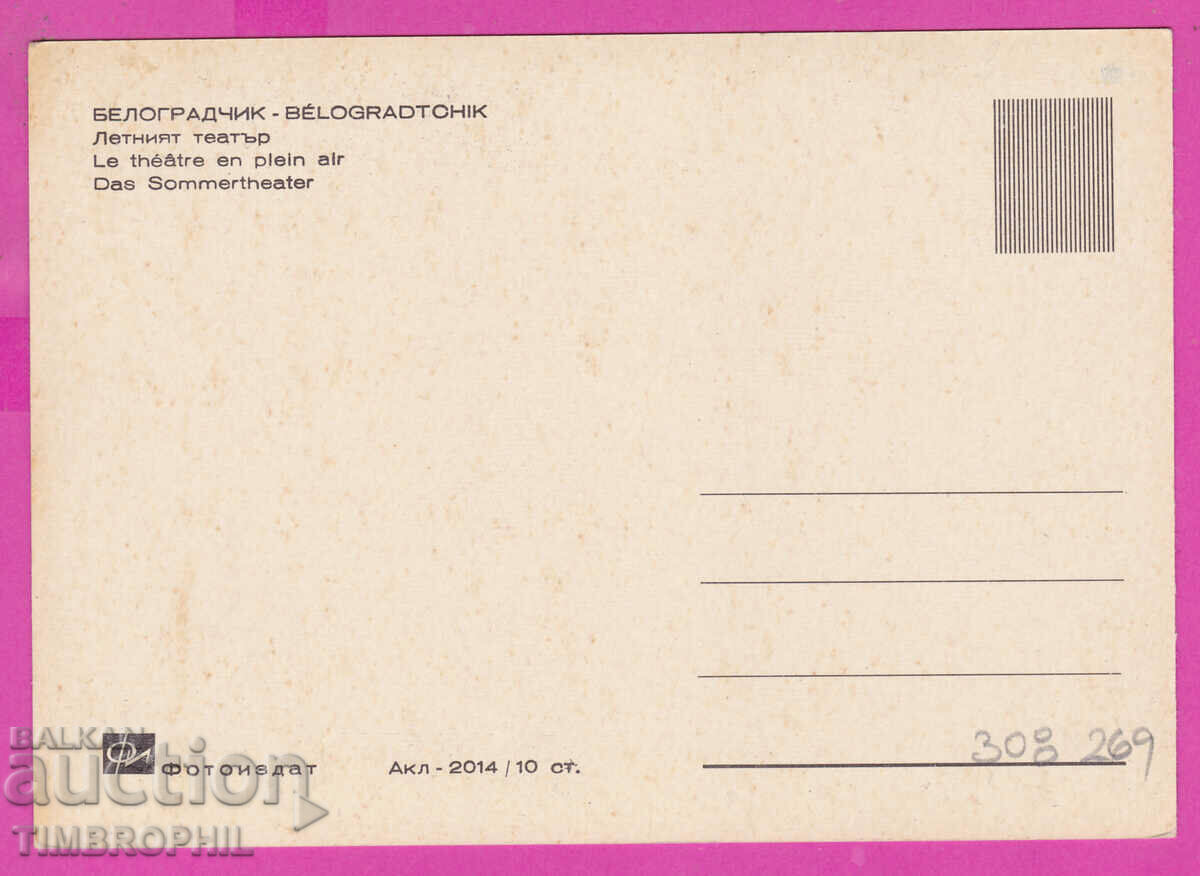 БЕЛОГРАДЧИК - BÉLOGRADTCHIK
Летният театър
Le théâtre en plein air
Das Sommertheater
308 269
BALKAN
auction
TIMBROPHIL
ФИ Фотоиздат
Акл - 2014 / 10 ст.